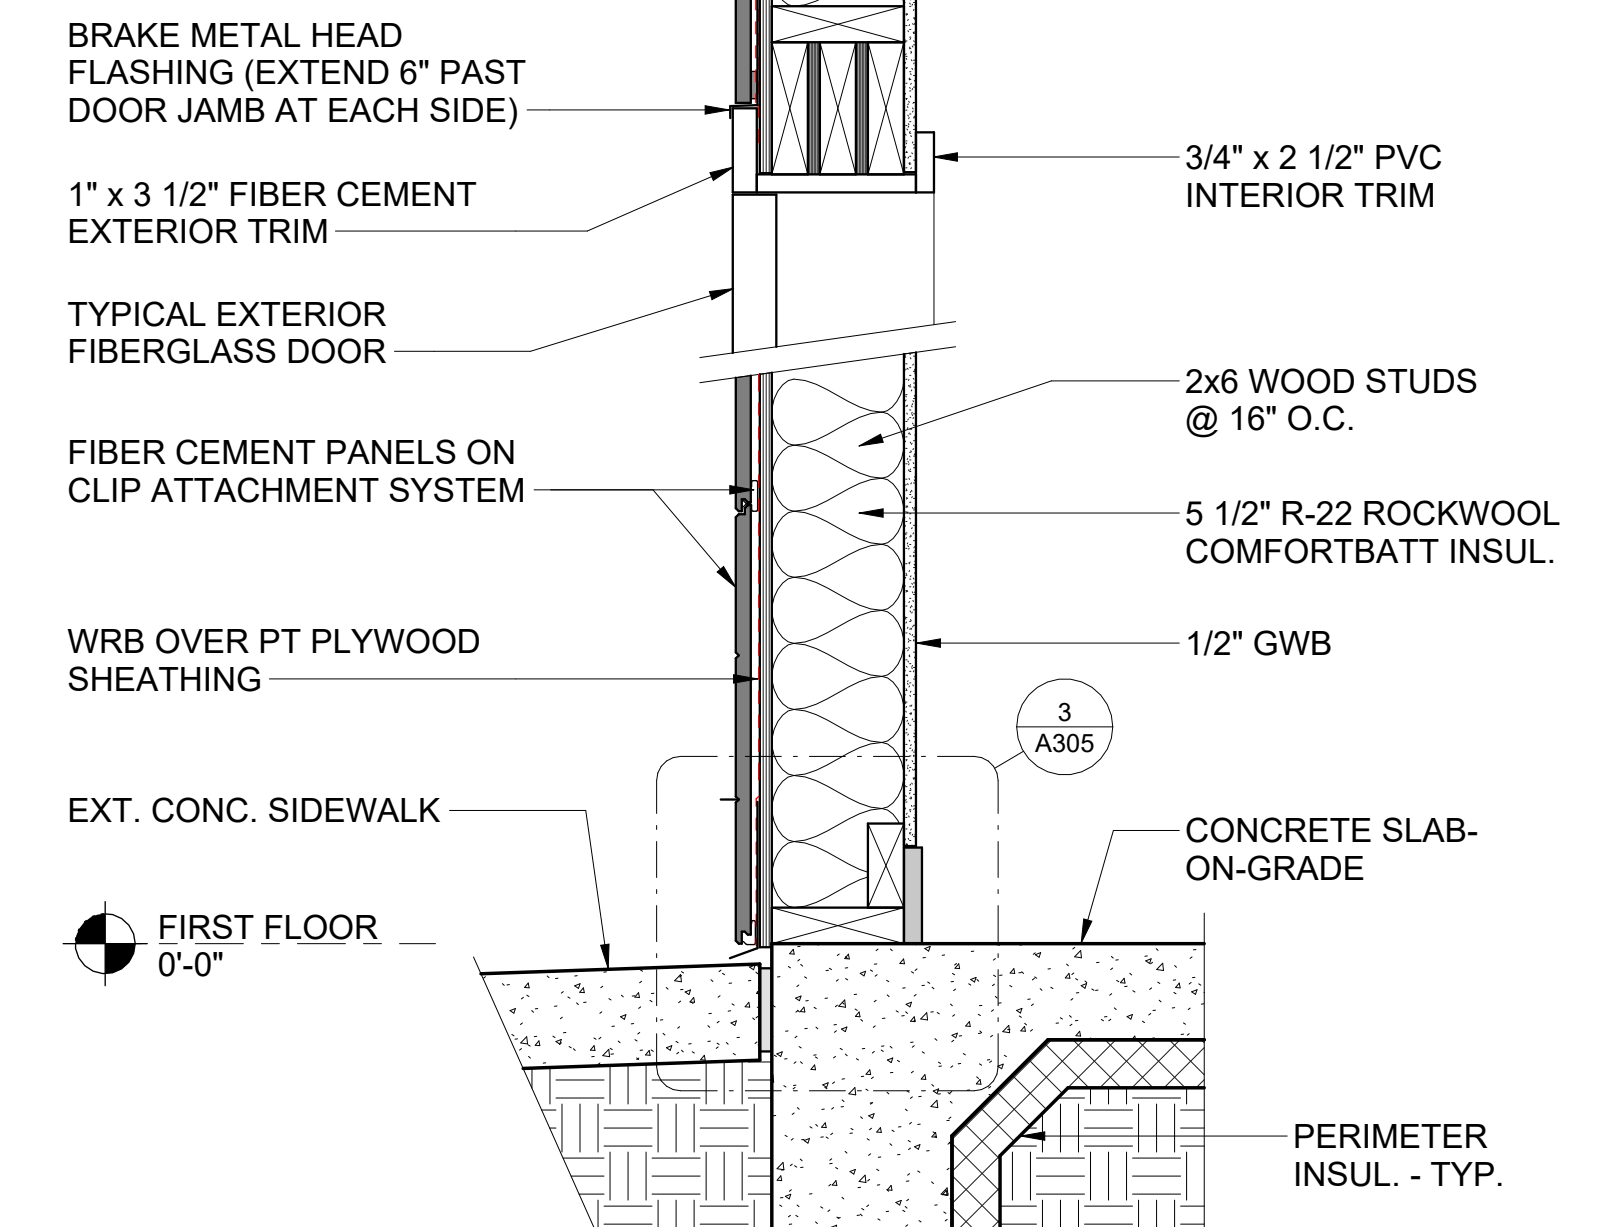 BRAKE METAL HEAD
FLASHING (EXTEND 6" PAST
DOOR JAMB AT EACH SIDE)
1" x 3 1/2" FIBER CEMENT
EXTERIOR TRIM
TYPICAL EXTERIOR
FIBERGLASS DOOR
FIBER CEMENT PANELS ON
CLIP ATTACHMENT SYSTEM
WRB OVER PT PLYWOOD
SHEATHING
EXT. CONC. SIDEWALK
FIRST FLOOR
0'-0"
3/4" x 2 1/2" PVC
INTERIOR TRIM
2x6 WOOD STUDS
@ 16" O.C.
5 1/2" R-22 ROCKWOOL
COMFORTBATT INSUL.
1/2" GWB
3
A305
CONCRETE SLAB-
ON-GRADE
PERIMETER
INSUL. - TYP.